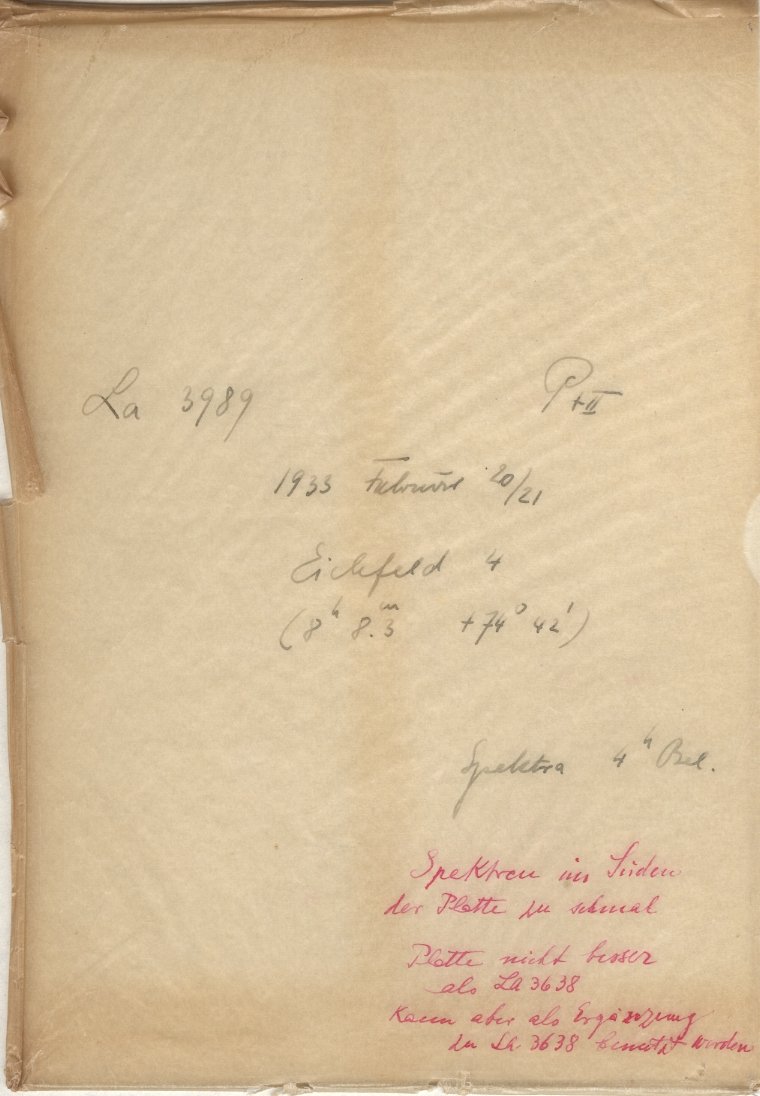 La 3989 P+II
1933 Februar 20/21
Eichfeld 4
(8h 8.m3 +74° 42')
Spektra 4h Bel.
Spektren im Süden
der Platte zu schmal
Platte nicht besser
als La 3638
Kann aber als Ergänzung
zu La 3638 benutzt werden